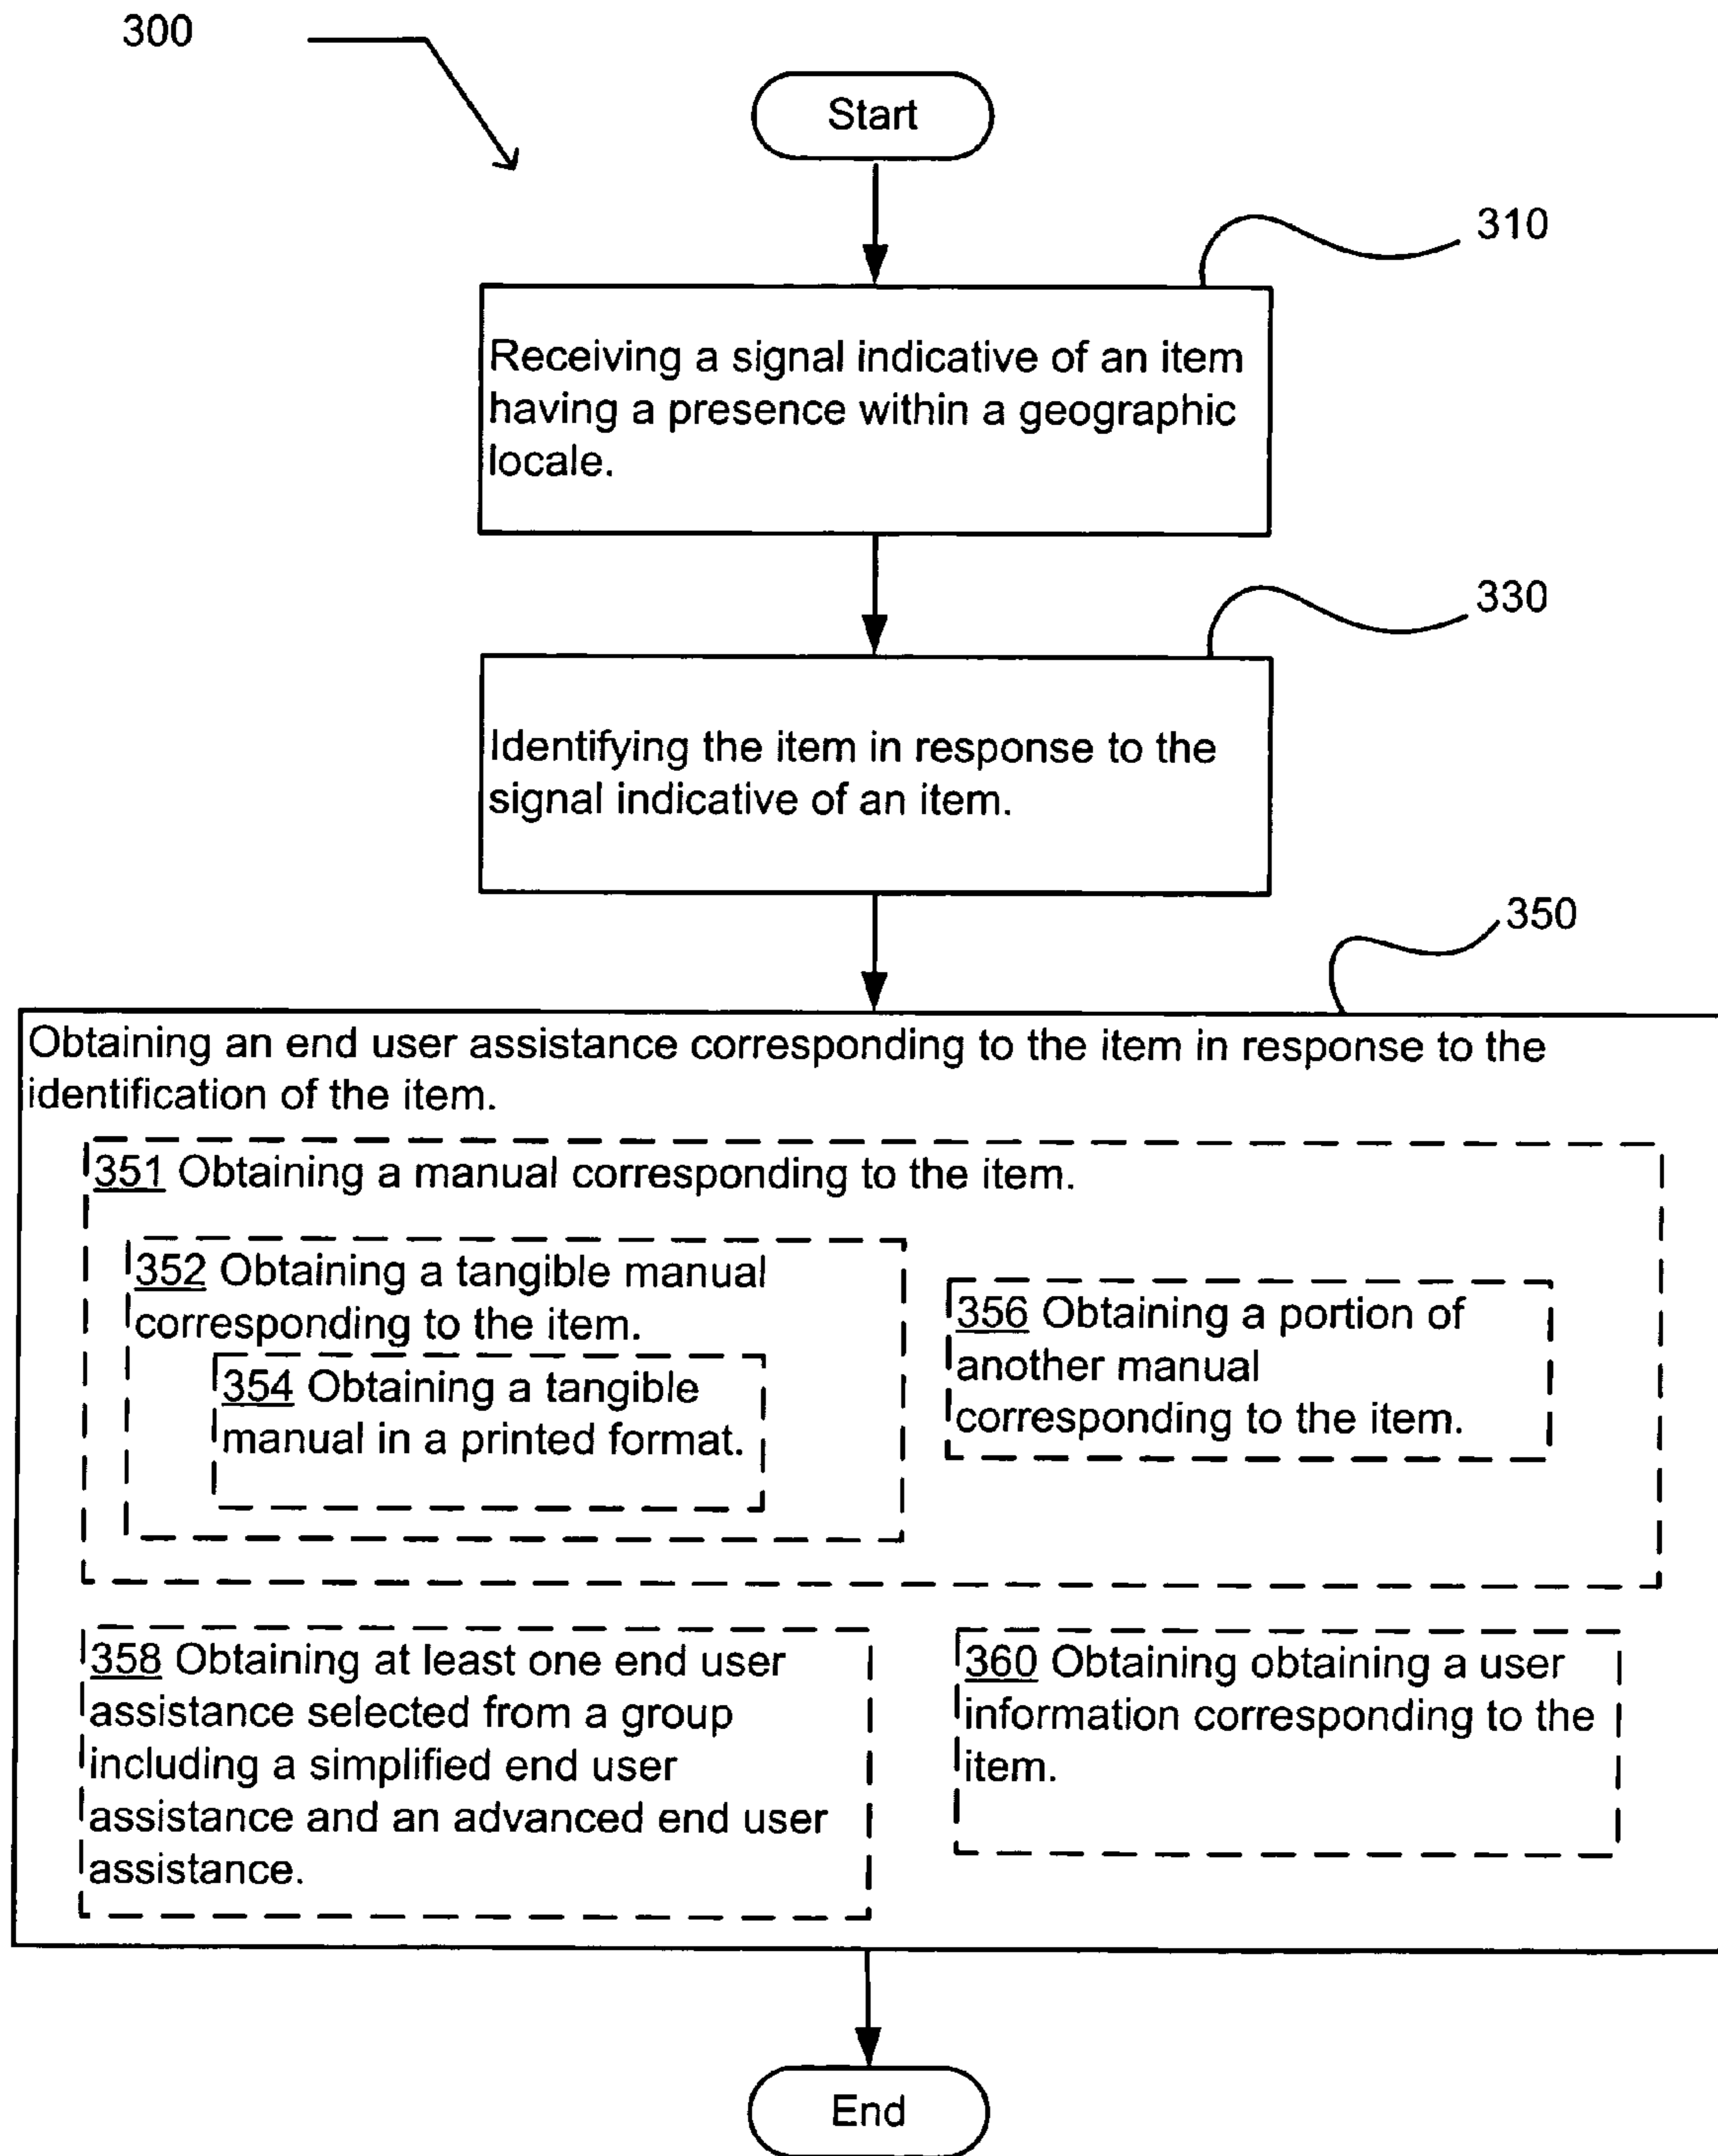 300
Start
310
Receiving a signal indicative of an item
having a presence within a geographic
locale.
330
Identifying the item in response to the
signal indicative of an item.
350
Obtaining an end user assistance corresponding to the item in response to the
identification of the item.
351 Obtaining a manual corresponding to the item.
352 Obtaining a tangible manual
corresponding to the item.
354 Obtaining a tangible
manual in a printed format.
356 Obtaining a portion of
another manual
corresponding to the item.
358 Obtaining at least one end user
assistance selected from a group
including a simplified end user
assistance and an advanced end user
assistance.
360 Obtaining obtaining a user
information corresponding to the
item.
End